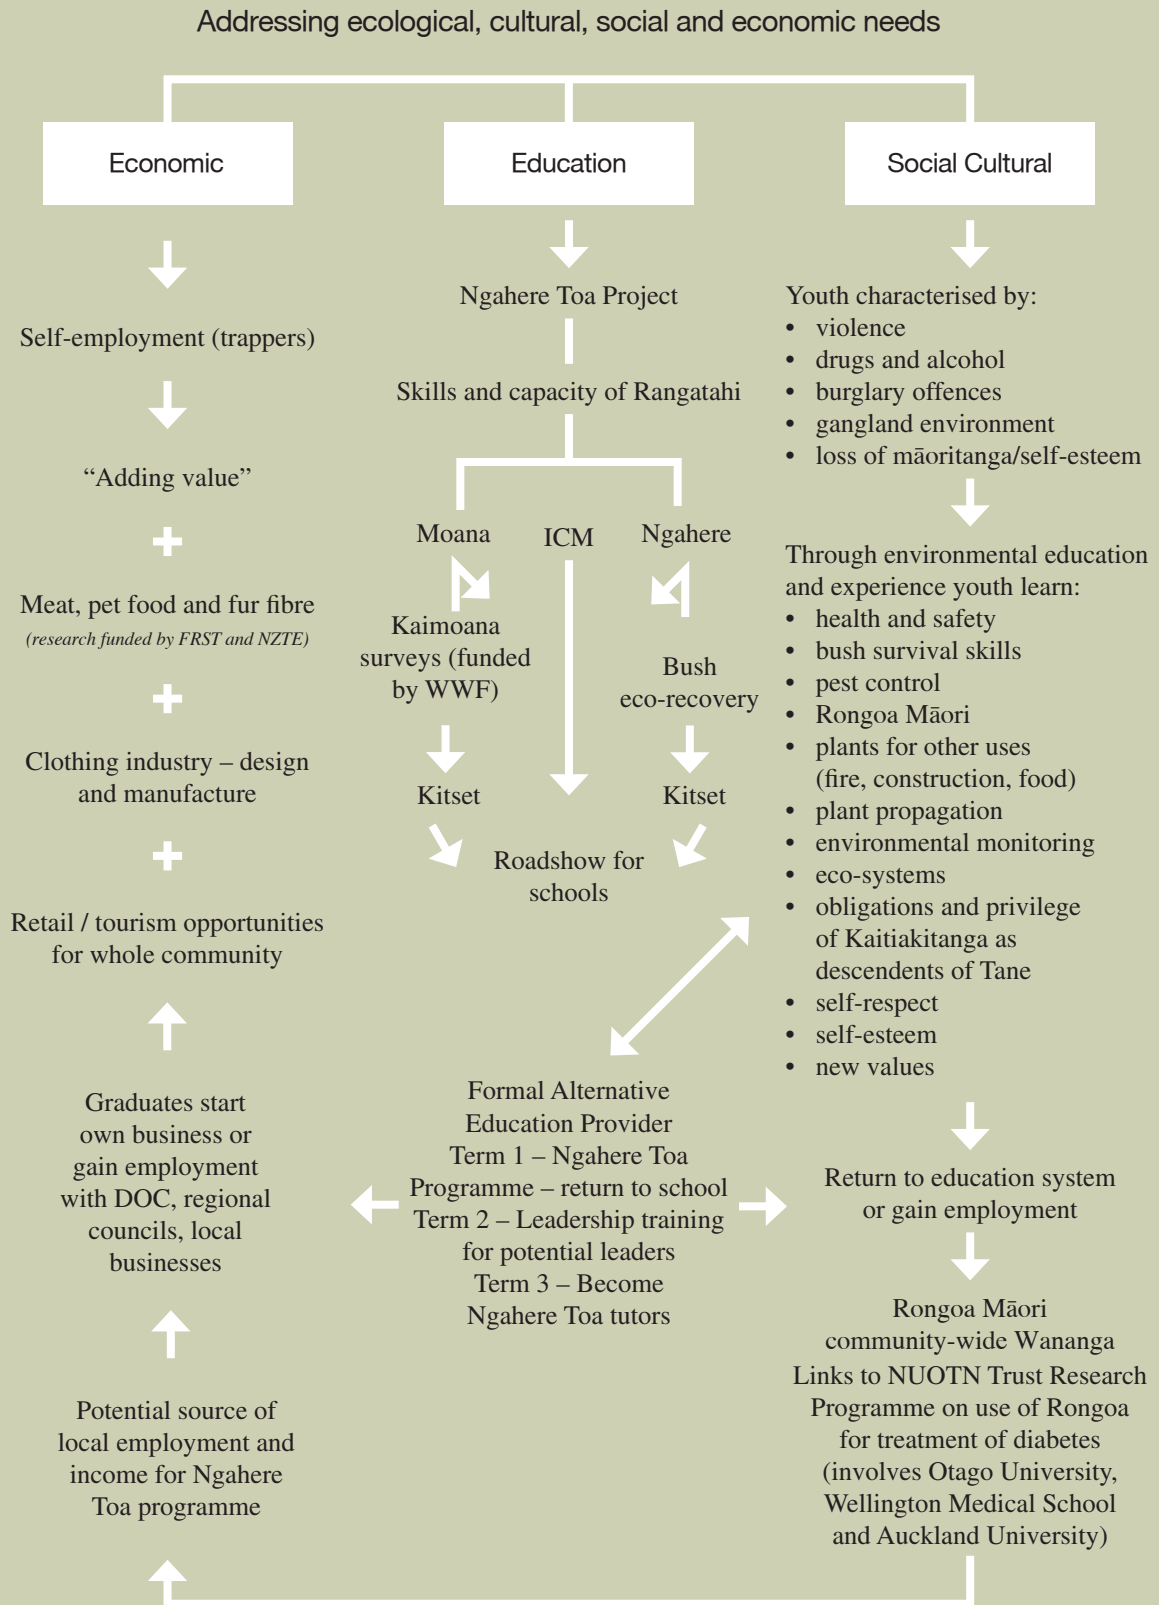 Addressing ecological, cultural, social and economic needs
Economic
Self-employment (trappers)
“Adding value”
Meat, pet food and fur fibre
(research funded by FRST and NZTE)
Clothing industry – design
and manufacture
Retail / tourism opportunities
for whole community
Graduates start
own business or
gain employment
with DOC, regional
councils, local
businesses
Potential source of
local employment and
income for Ngahere
Toa programme
Education
Ngahere Toa Project
Skills and capacity of Rangatahi
Moana
ICM
Ngahere
Kaimoana
surveys (funded
by WWF)
Bush
eco-recovery
Kitset
Kitset
Roadshow for
schools
Formal Alternative
Education Provider
Term 1 – Ngahere Toa
Programme – return to school
Term 2 – Leadership training
for potential leaders
Term 3 – Become
Ngahere Toa tutors
Social Cultural
Youth characterised by:
• violence
• drugs and alcohol
• burglary offences
• gangland environment
• loss of māoritanga/self-esteem
Through environmental education
and experience youth learn:
• health and safety
• bush survival skills
• pest control
• Rongoa Māori
• plants for other uses
(fire, construction, food)
• plant propagation
• environmental monitoring
• eco-systems
• obligations and privilege
of Kaitiakitanga as
descendents of Tane
• self-respect
• self-esteem
• new values
Return to education system
or gain employment
Rongoa Māori
community-wide Wananga
Links to NUOTN Trust Research
Programme on use of Rongoa
for treatment of diabetes
(involves Otago University,
Wellington Medical School
and Auckland University)